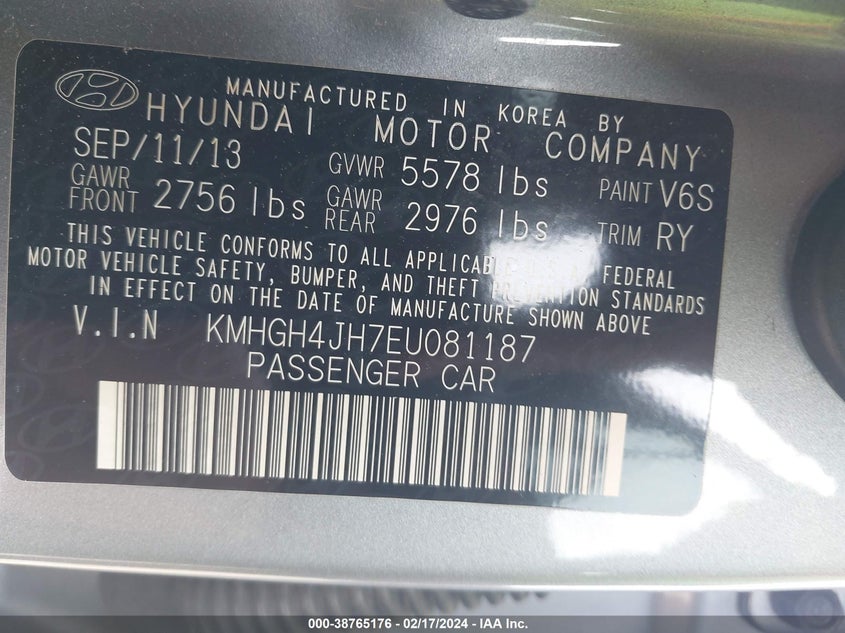 MANUFACTURED IN KOREA BY
HYUNDAI MOTOR COMPANY
SEP/11/13 GVWR 5578 lbs PAINT V6S
GAWR FRONT 2756 lbs GAWR REAR 2976 lbs TRIM RY
THIS VEHICLE CONFORMS TO ALL APPLICABLE U.S.A. FEDERAL
MOTOR VEHICLE SAFETY, BUMPER, AND THEFT PREVENTION STANDARDS
IN EFFECT ON THE DATE OF MANUFACTURE SHOWN ABOVE
V.I.N KMHGH4JH7EU081187
PASSENGER CAR
000-38765176 - 02/17/2024 - IAA Inc.